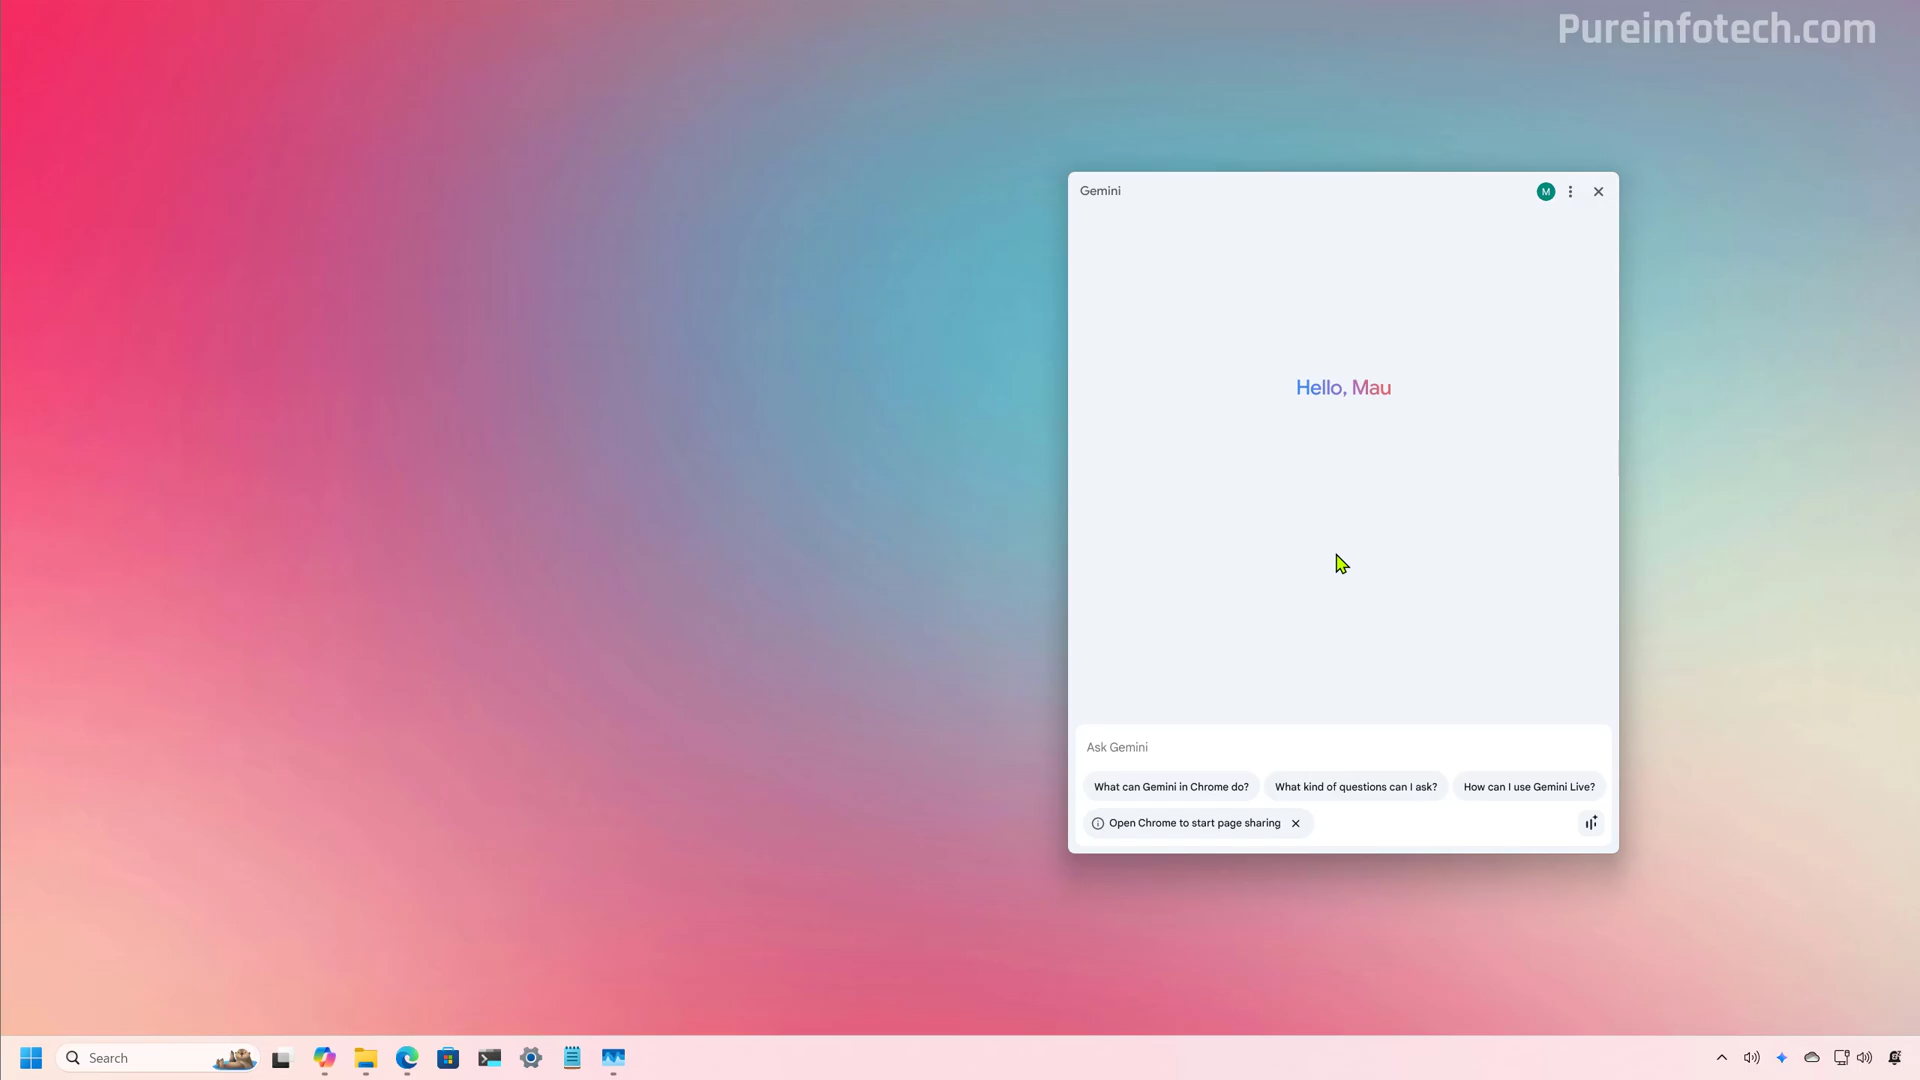 Pureinfotech.com
Gemini
M
Hello, Mau
Ask Gemini
What can Gemini in Chrome do?
What kind of questions can I ask?
How can I use Gemini Live?
Open Chrome to start page sharing
Search